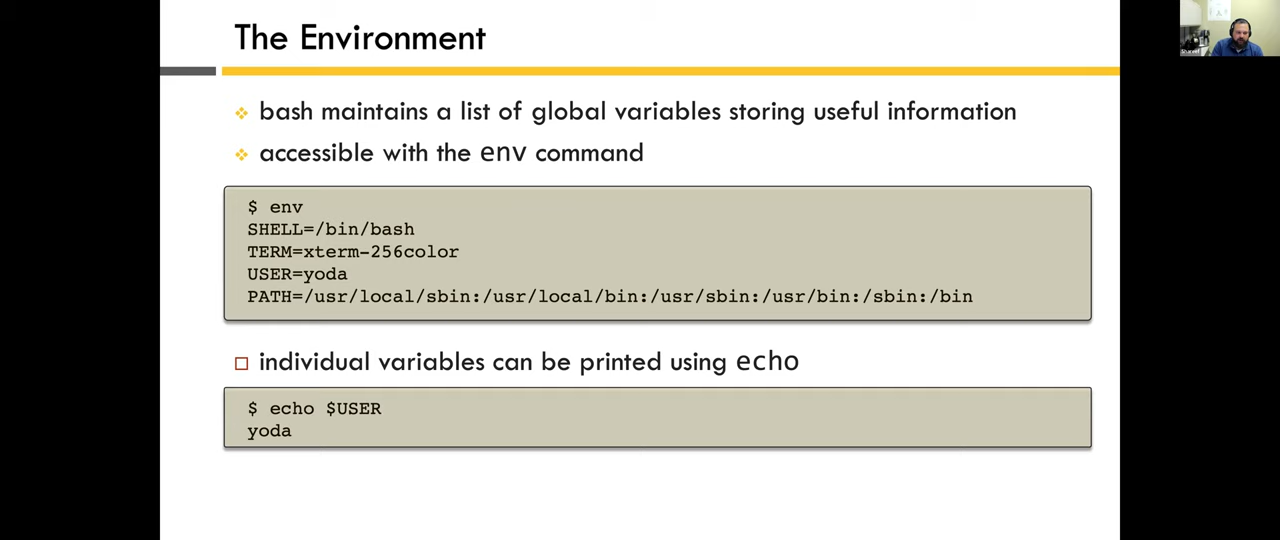 The Environment
bash maintains a list of global variables storing useful information
accessible with the env command
$ env
SHELL=/bin/bash
TERM=xterm-256color
USER=yoda
PATH=/usr/local/sbin:/usr/local/bin:/usr/sbin:/usr/bin:/sbin:/bin
individual variables can be printed using echo
$ echo $USER
yoda